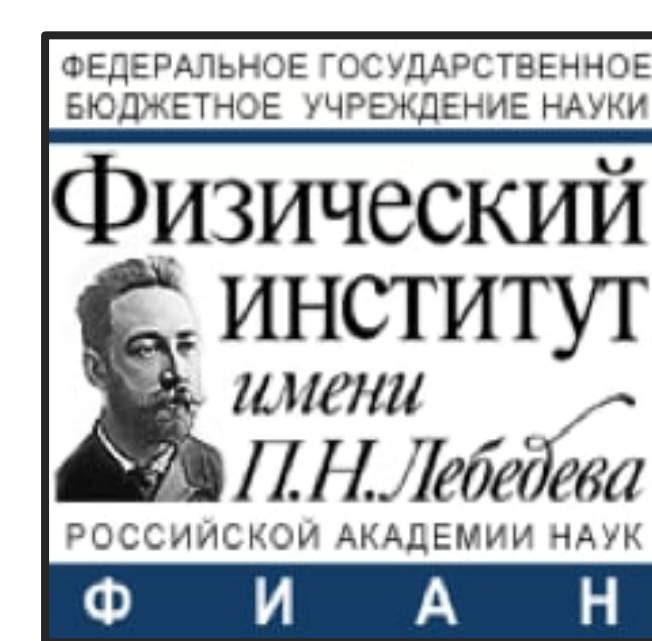 ФЕДЕРАЛЬНОЕ ГОСУДАРСТВЕННОЕ
БЮДЖЕТНОЕ УЧРЕЖДЕНИЕ НАУКИ
Физический
институт
имени
П.Н.Лебедева
РОССИЙСКОЙ АКАДЕМИИ НАУК
Ф И А Н